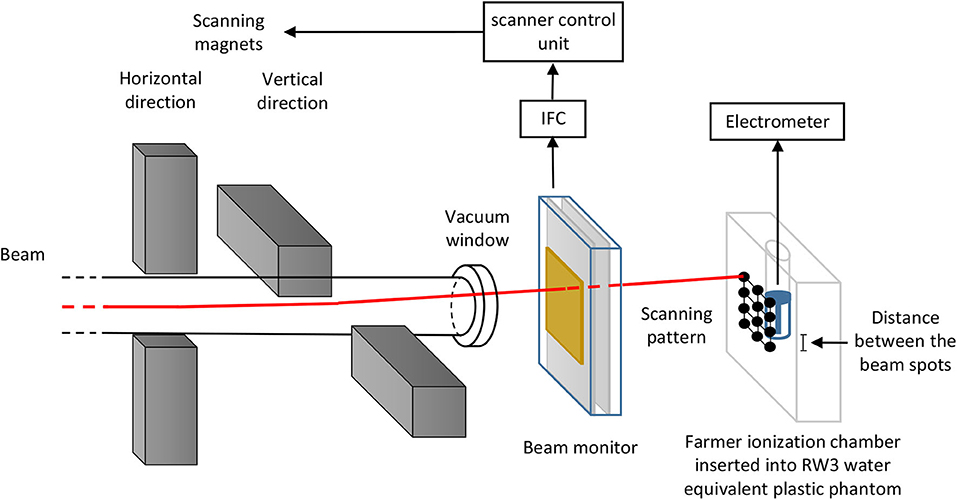 Scanning
magnets
scanner control
unit
Horizontal
direction
Vertical
direction
IFC
Electrometer
Beam
Vacuum
window
Scanning
pattern
Distance
between the
beam spots
Beam monitor
Farmer ionization chamber
inserted into RW3 water
equivalent plastic phantom